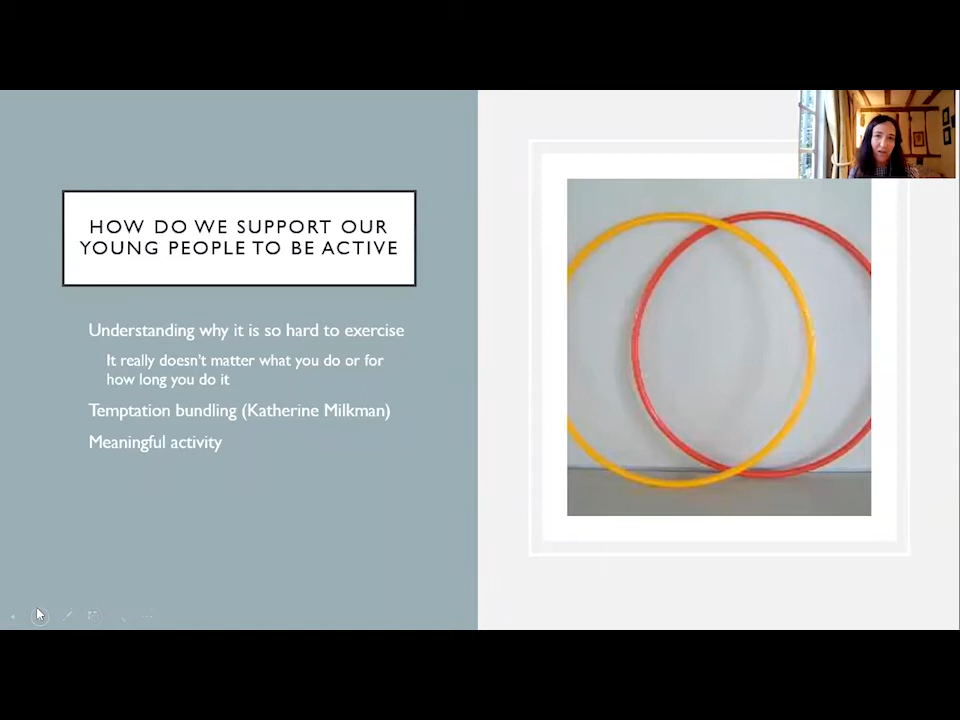 HOW DO WE SUPPORT OUR
YOUNG PEOPLE TO BE ACTIVE
Understanding why it is so hard to exercise
It really doesn't matter what you do or for
how long you do it
Temptation bundling (Katherine Milkman)
Meaningful activity